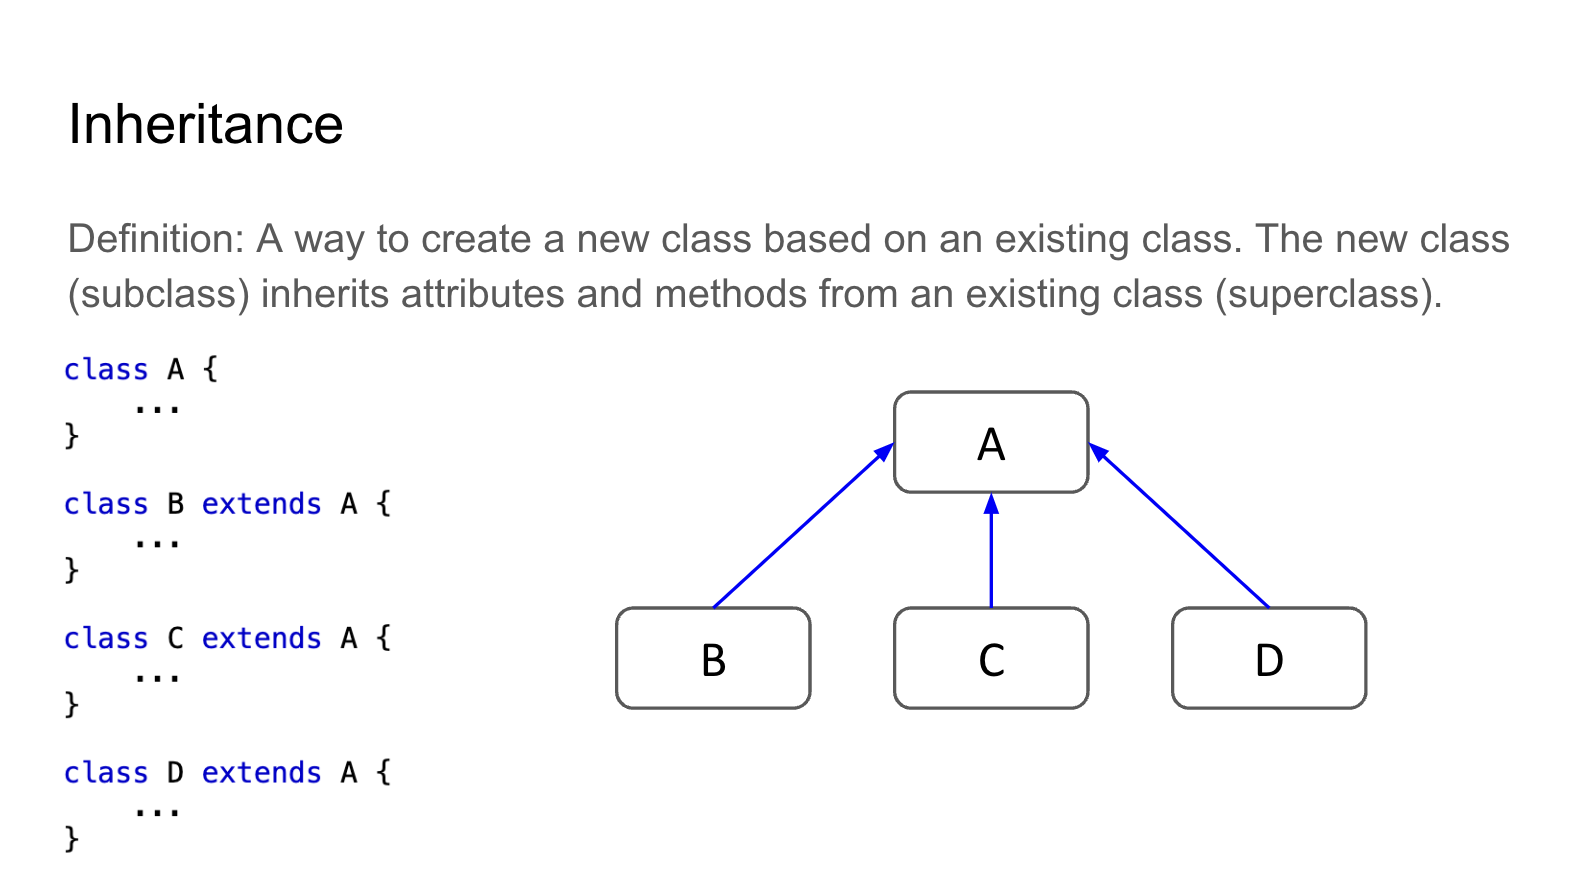 Inheritance
Definition: A way to create a new class based on an existing class. The new class
(subclass) inherits attributes and methods from an existing class (superclass).
class A {
    ...
}
class B extends A {
    ...
}
class C extends A {
    ...
}
class D extends A {
    ...
}
A
B
C
D